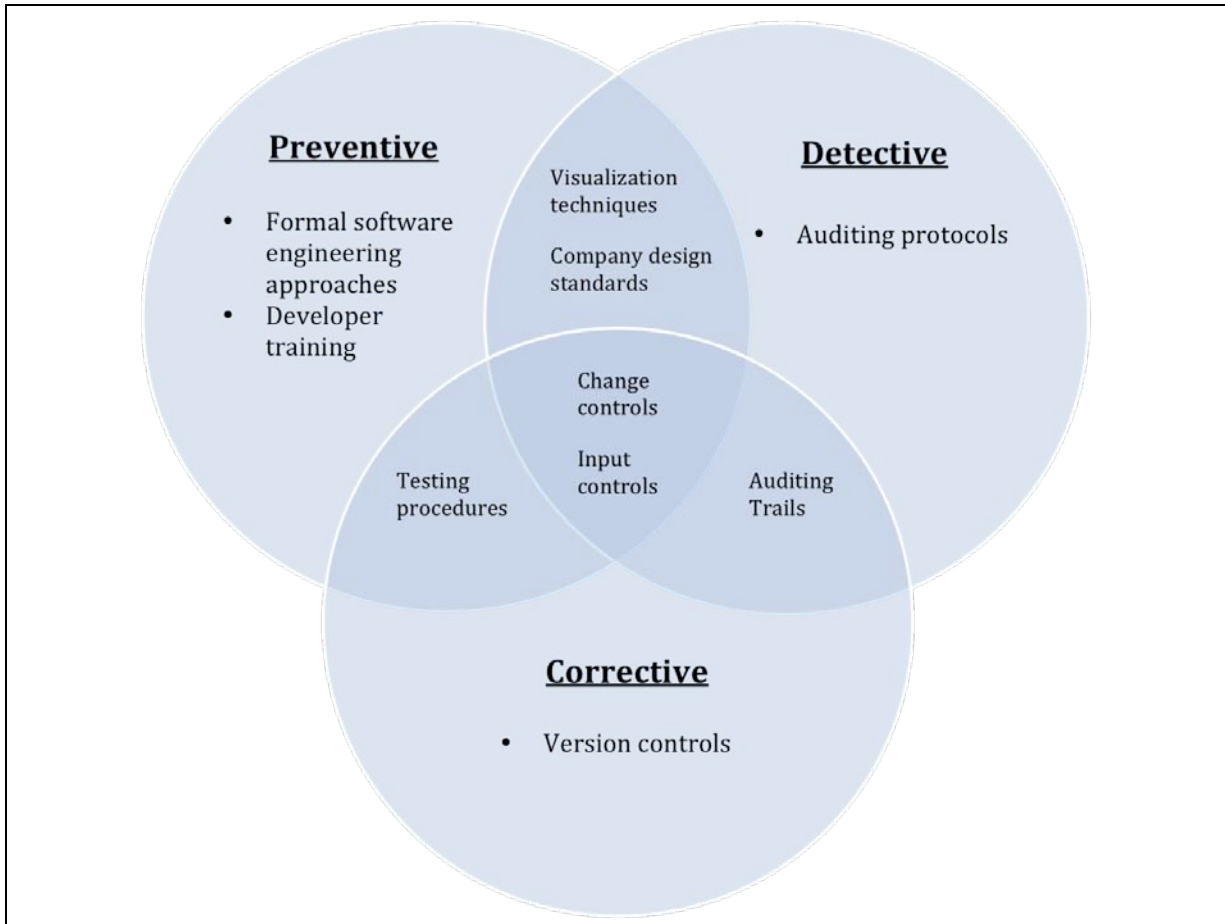 Preventive
• Formal software
engineering
approaches
• Developer
training
Visualization
techniques
Company design
standards
Detective
• Auditing protocols
Change
controls
Input
controls
Testing
procedures
Auditing
Trails
Corrective
• Version controls